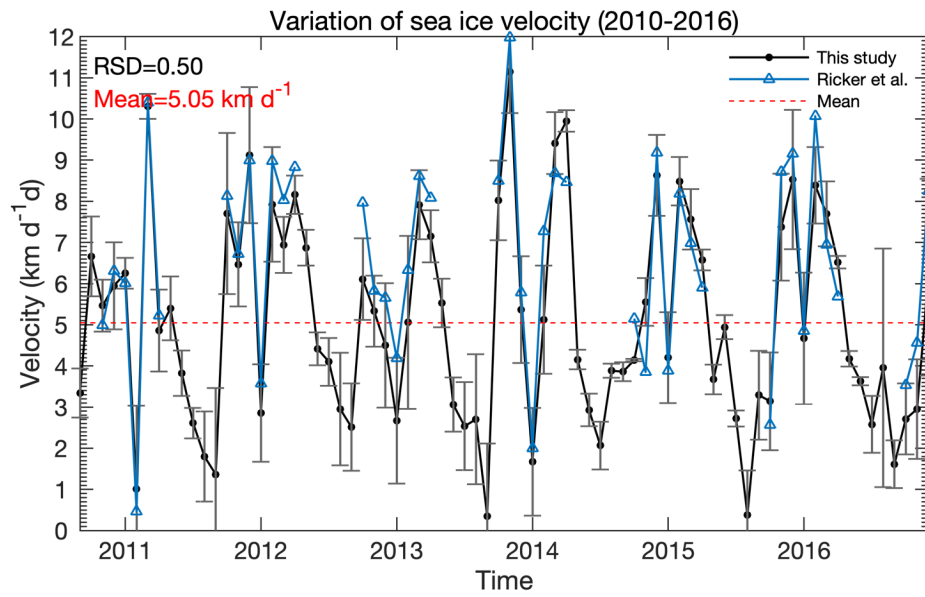 Variation of sea ice velocity (2010-2016)
12
11
10
9
8
7
6
5
4
3
2
1
0
Velocity (km d⁻¹d)
RSD=0.50
Mean=5.05 km d⁻¹
This study
Ricker et al.
Mean
2011
2012
2013
2014
2015
2016
Time